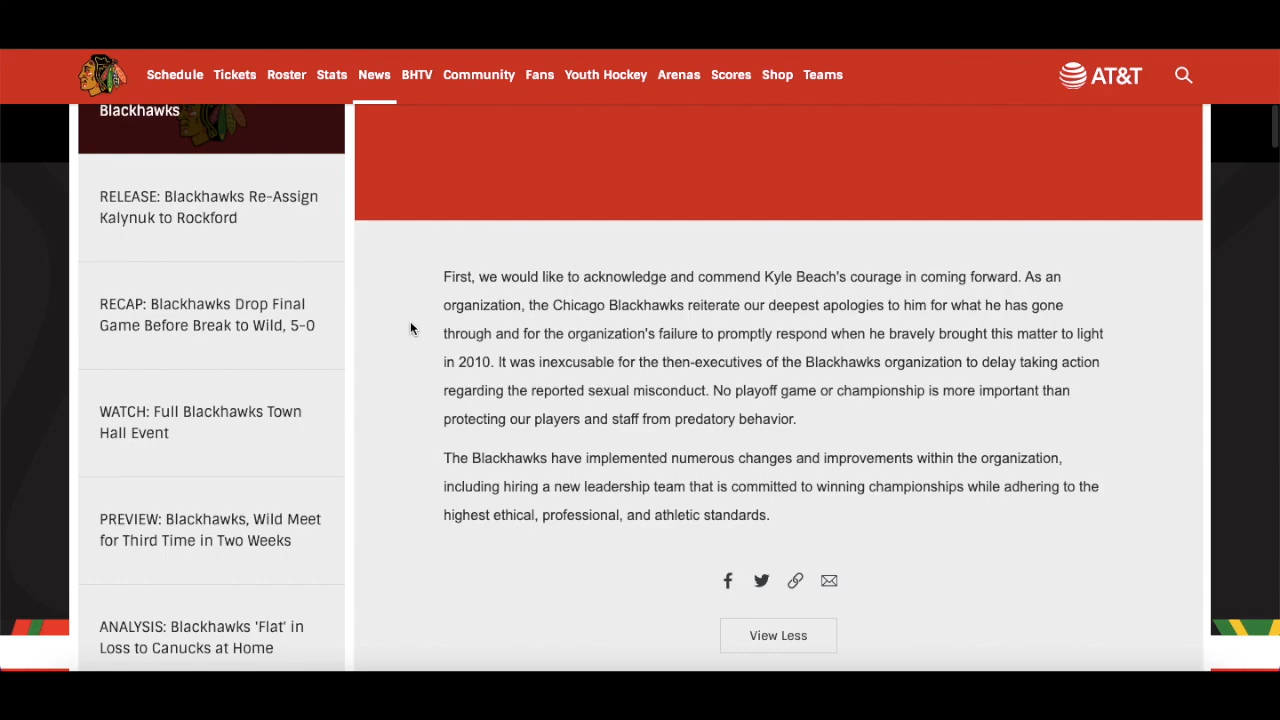 Schedule Tickets Roster Stats News BHTV Community Fans Youth Hockey Arenas Scores Shop Teams
AT&T
Blackhawks
RELEASE: Blackhawks Re-Assign
Kalynuk to Rockford
RECAP: Blackhawks Drop Final
Game Before Break to Wild, 5-0
WATCH: Full Blackhawks Town
Hall Event
PREVIEW: Blackhawks, Wild Meet
for Third Time in Two Weeks
ANALYSIS: Blackhawks 'Flat' in
Loss to Canucks at Home
First, we would like to acknowledge and commend Kyle Beach's courage in coming forward. As an
organization, the Chicago Blackhawks reiterate our deepest apologies to him for what he has gone
through and for the organization's failure to promptly respond when he bravely brought this matter to light
in 2010. It was inexcusable for the then-executives of the Blackhawks organization to delay taking action
regarding the reported sexual misconduct. No playoff game or championship is more important than
protecting our players and staff from predatory behavior.
The Blackhawks have implemented numerous changes and improvements within the organization,
including hiring a new leadership team that is committed to winning championships while adhering to the
highest ethical, professional, and athletic standards.
View Less